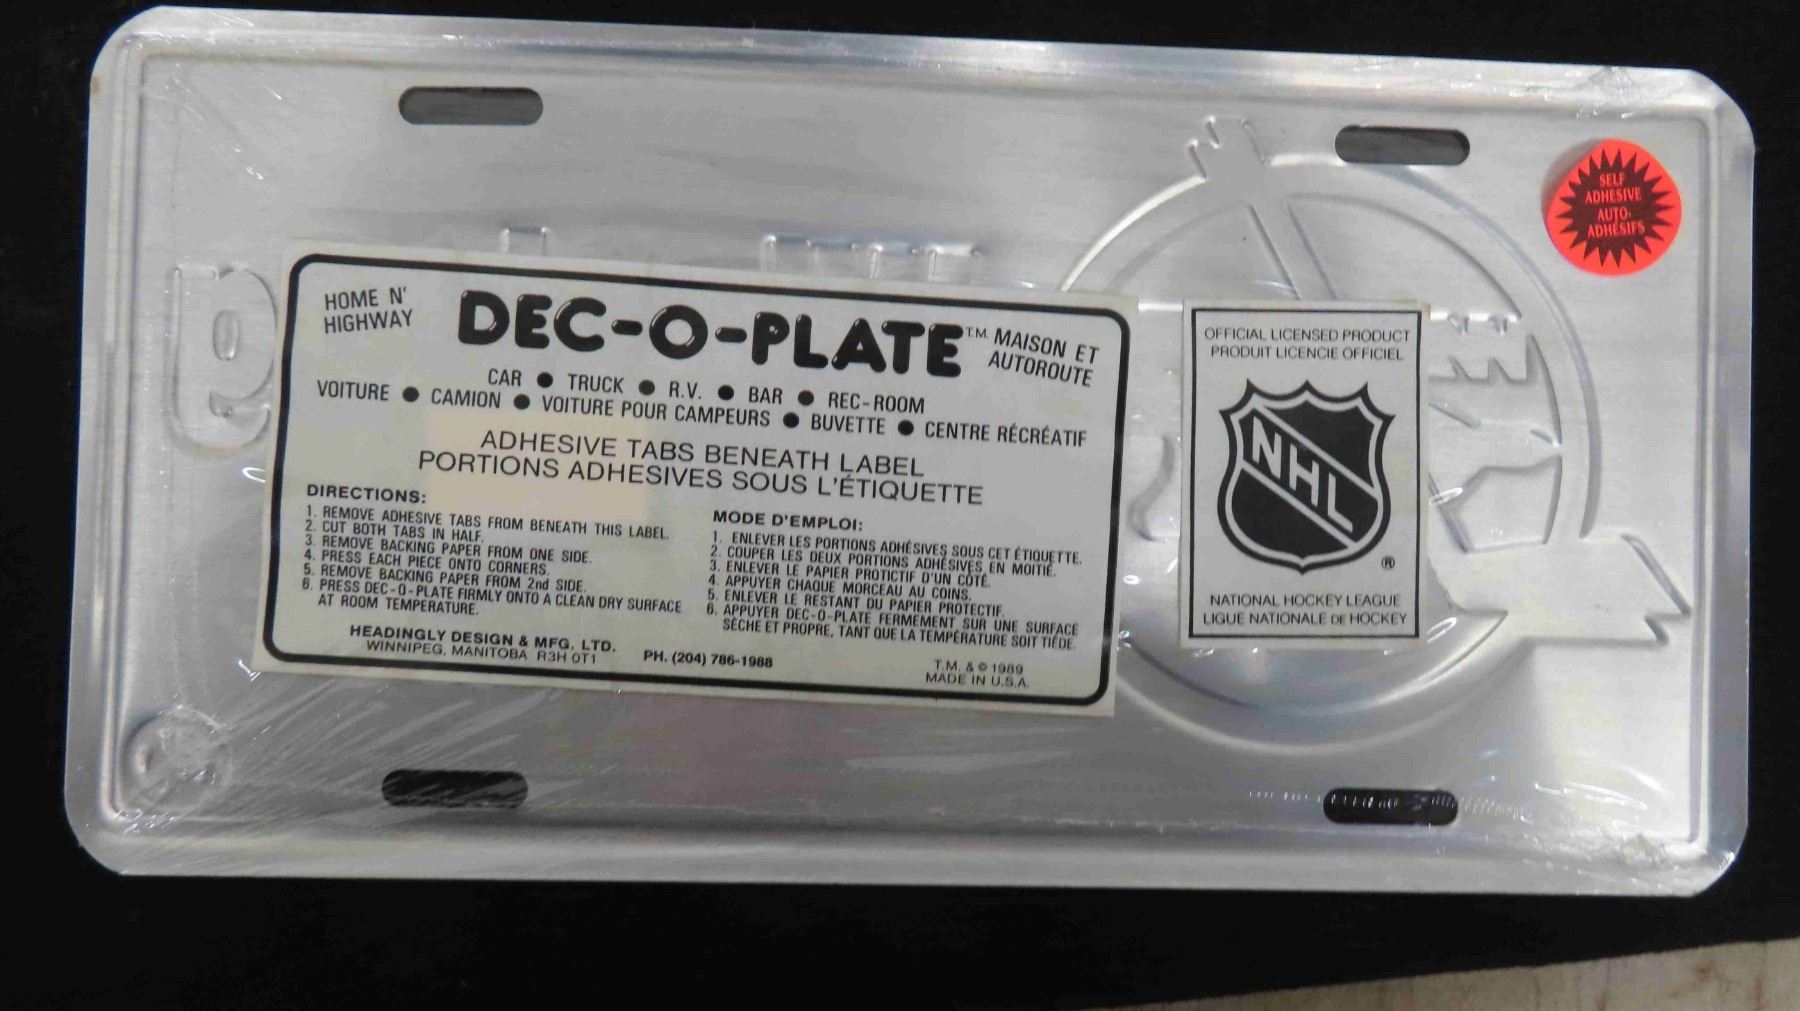 SELF
ADHESIVE
AUTO-
ADHÉSIFS
HOME N'
HIGHWAY
DEC-O-PLATE T.M.
MAISON ET
AUTOROUTE
CAR ● TRUCK ● R.V. ● BAR ● REC-ROOM
VOITURE ● CAMION ● VOITURE POUR CAMPEURS ● BUVETTE ● CENTRE RÉCRÉATIF
ADHESIVE TABS BENEATH LABEL
PORTIONS ADHESIVES SOUS L'ÉTIQUETTE
DIRECTIONS:
1. REMOVE ADHESIVE TABS FROM BENEATH THIS LABEL.
2. CUT BOTH TABS IN HALF.
3. REMOVE BACKING PAPER FROM ONE SIDE.
4. PRESS EACH PIECE ONTO CORNERS.
5. REMOVE BACKING PAPER FROM 2nd SIDE.
6. PRESS DEC-O-PLATE FIRMLY ONTO A CLEAN DRY SURFACE
AT ROOM TEMPERATURE.
MODE D'EMPLOI:
1. ENLEVER LES PORTIONS ADHÉSIVES SOUS CET ÉTIQUETTE.
2. COUPER LES DEUX PORTIONS ADHÉSIVES EN MOITIÉ.
3. ENLEVER LE PAPIER PROTICTIF D'UN CÔTÉ.
4. APPUYER CHAQUE MORCEAU AU COINS.
5. ENLEVER LE RESTANT DU PAPIER PROTECTIF.
6. APPUYER DEC-O-PLATE FERMEMENT SUR UNE SURFACE
SÈCHE ET PROPRE, TANT QUE LA TEMPÉRATURE SOIT TIÈDE.
HEADINGLY DESIGN & MFG. LTD.
WINNIPEG, MANITOBA R3H 0T1
PH. (204) 786-1988
T.M. & © 1989
MADE IN U.S.A.
OFFICIAL LICENSED PRODUCT
PRODUIT LICENCIE OFFICIEL
NHL
®
NATIONAL HOCKEY LEAGUE
LIGUE NATIONALE DE HOCKEY